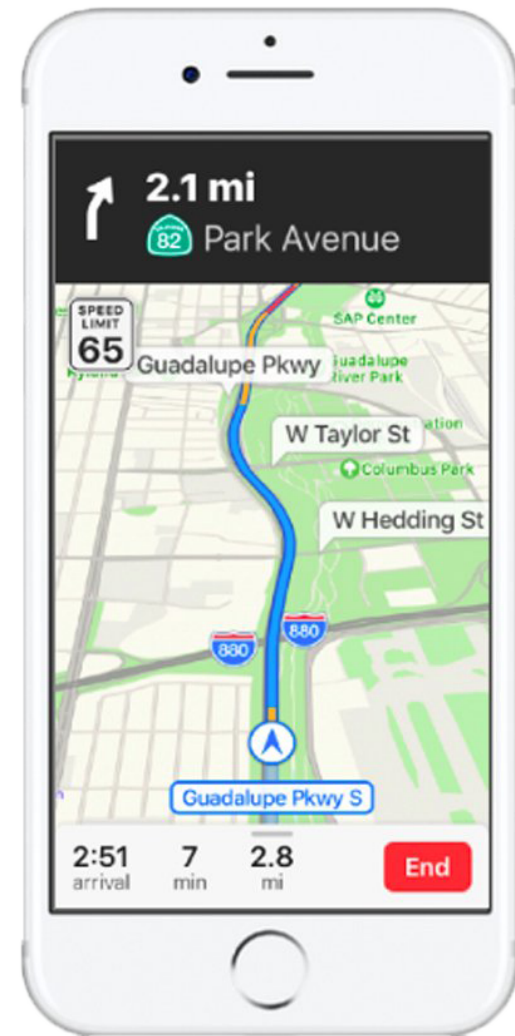 2.1 mi
82 Park Avenue
SPEED
LIMIT
65
SAP Center
Guadalupe Pkwy
Guadalupe
River Park
W Taylor St
Columbus Park
W Hedding St
880
880
Guadalupe Pkwy S
2:51 7 2.8
arrival min mi
End